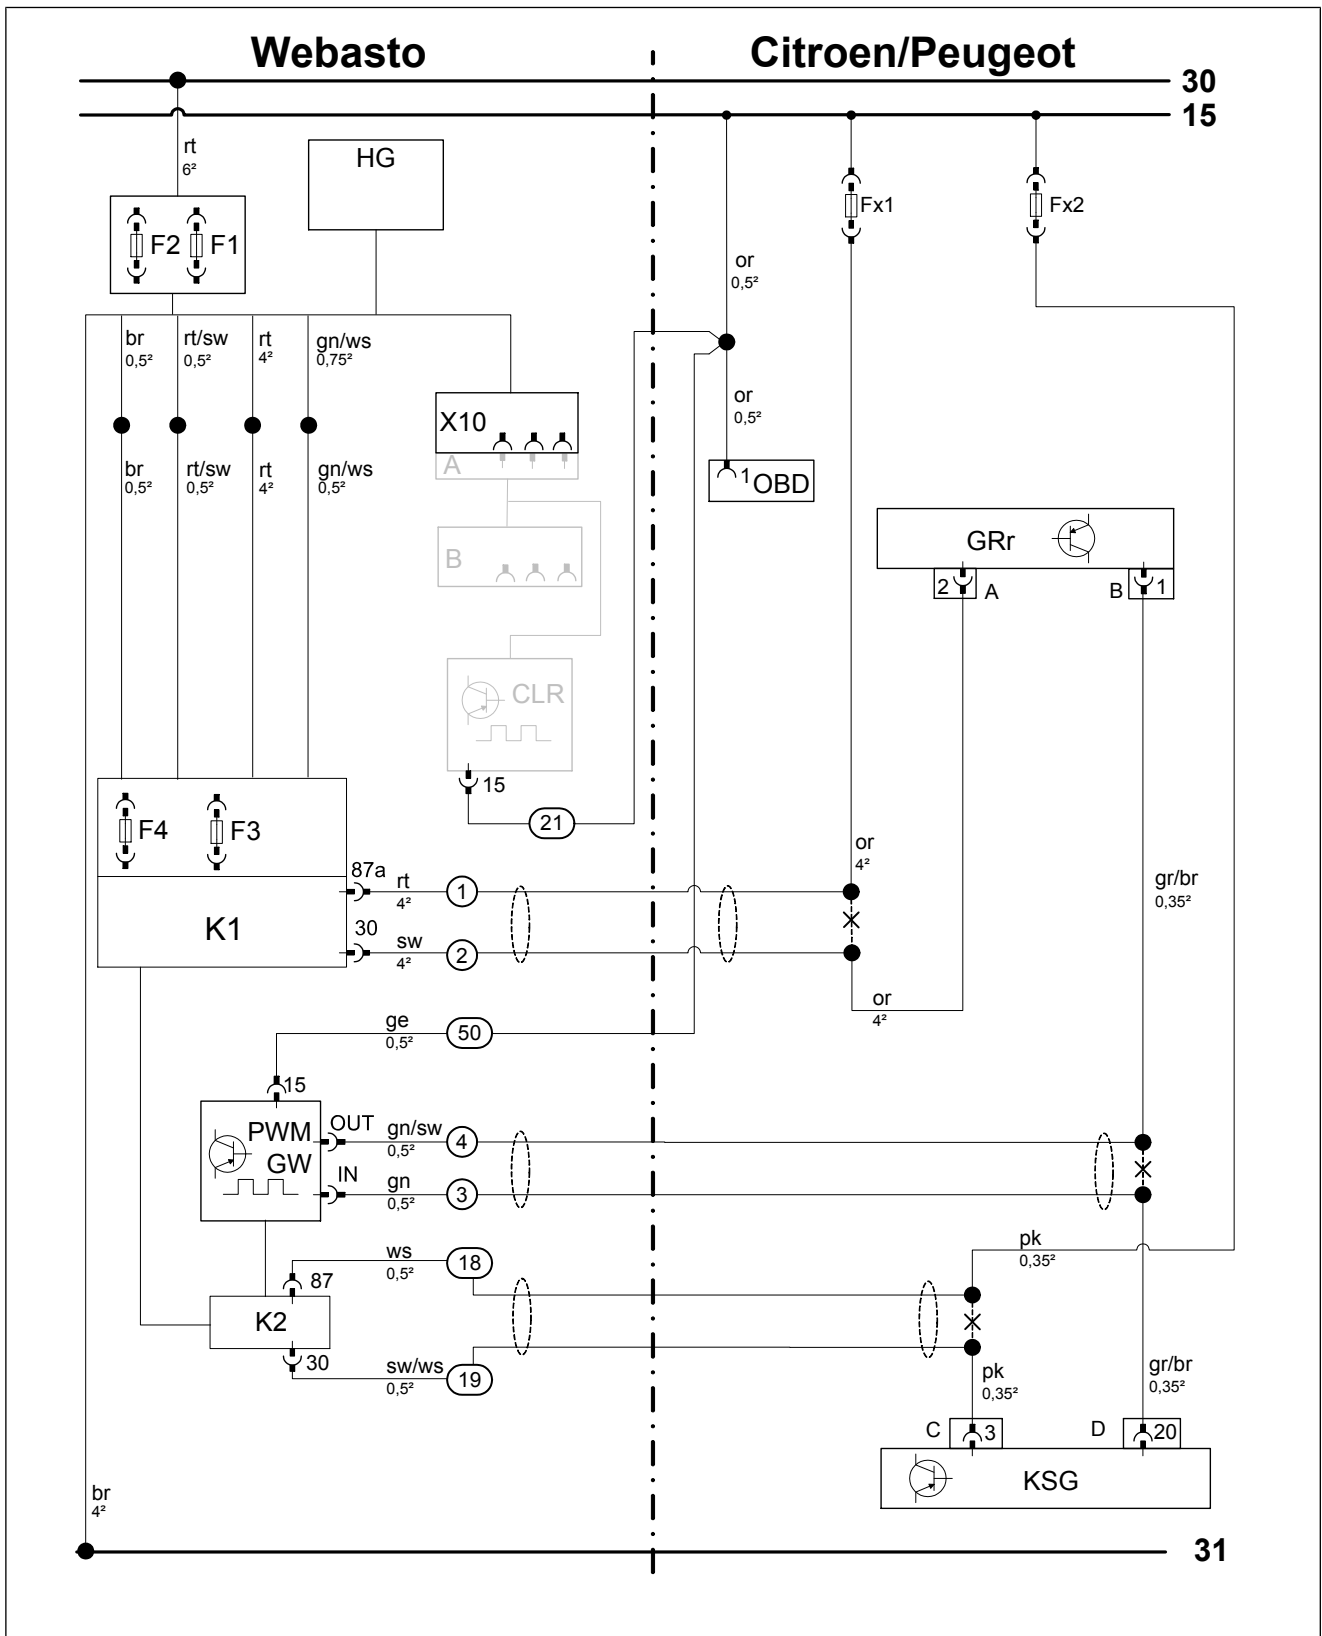 Webasto
Citroen/Peugeot
30
15
rt
6²
HG
F2
F1
Fx1
Fx2
or
0,5²
br
0,5²
rt/sw
0,5²
rt
4²
gn/ws
0,75²
or
0,5²
X10
A
br
0,5²
rt/sw
0,5²
rt
4²
gn/ws
0,5²
1
OBD
B
GRr
2
A
B
1
CLR
15
21
F4
F3
or
4²
87a
rt
4²
1
gr/br
0,35²
K1
30
sw
4²
2
or
4²
ge
0,5²
50
15
PWM
GW
OUT
gn/sw
0,5²
4
IN
gn
0,5²
3
ws
0,5²
18
pk
0,35²
87
K2
30
sw/ws
0,5²
19
pk
0,35²
gr/br
0,35²
C
3
D
20
KSG
br
4²
31